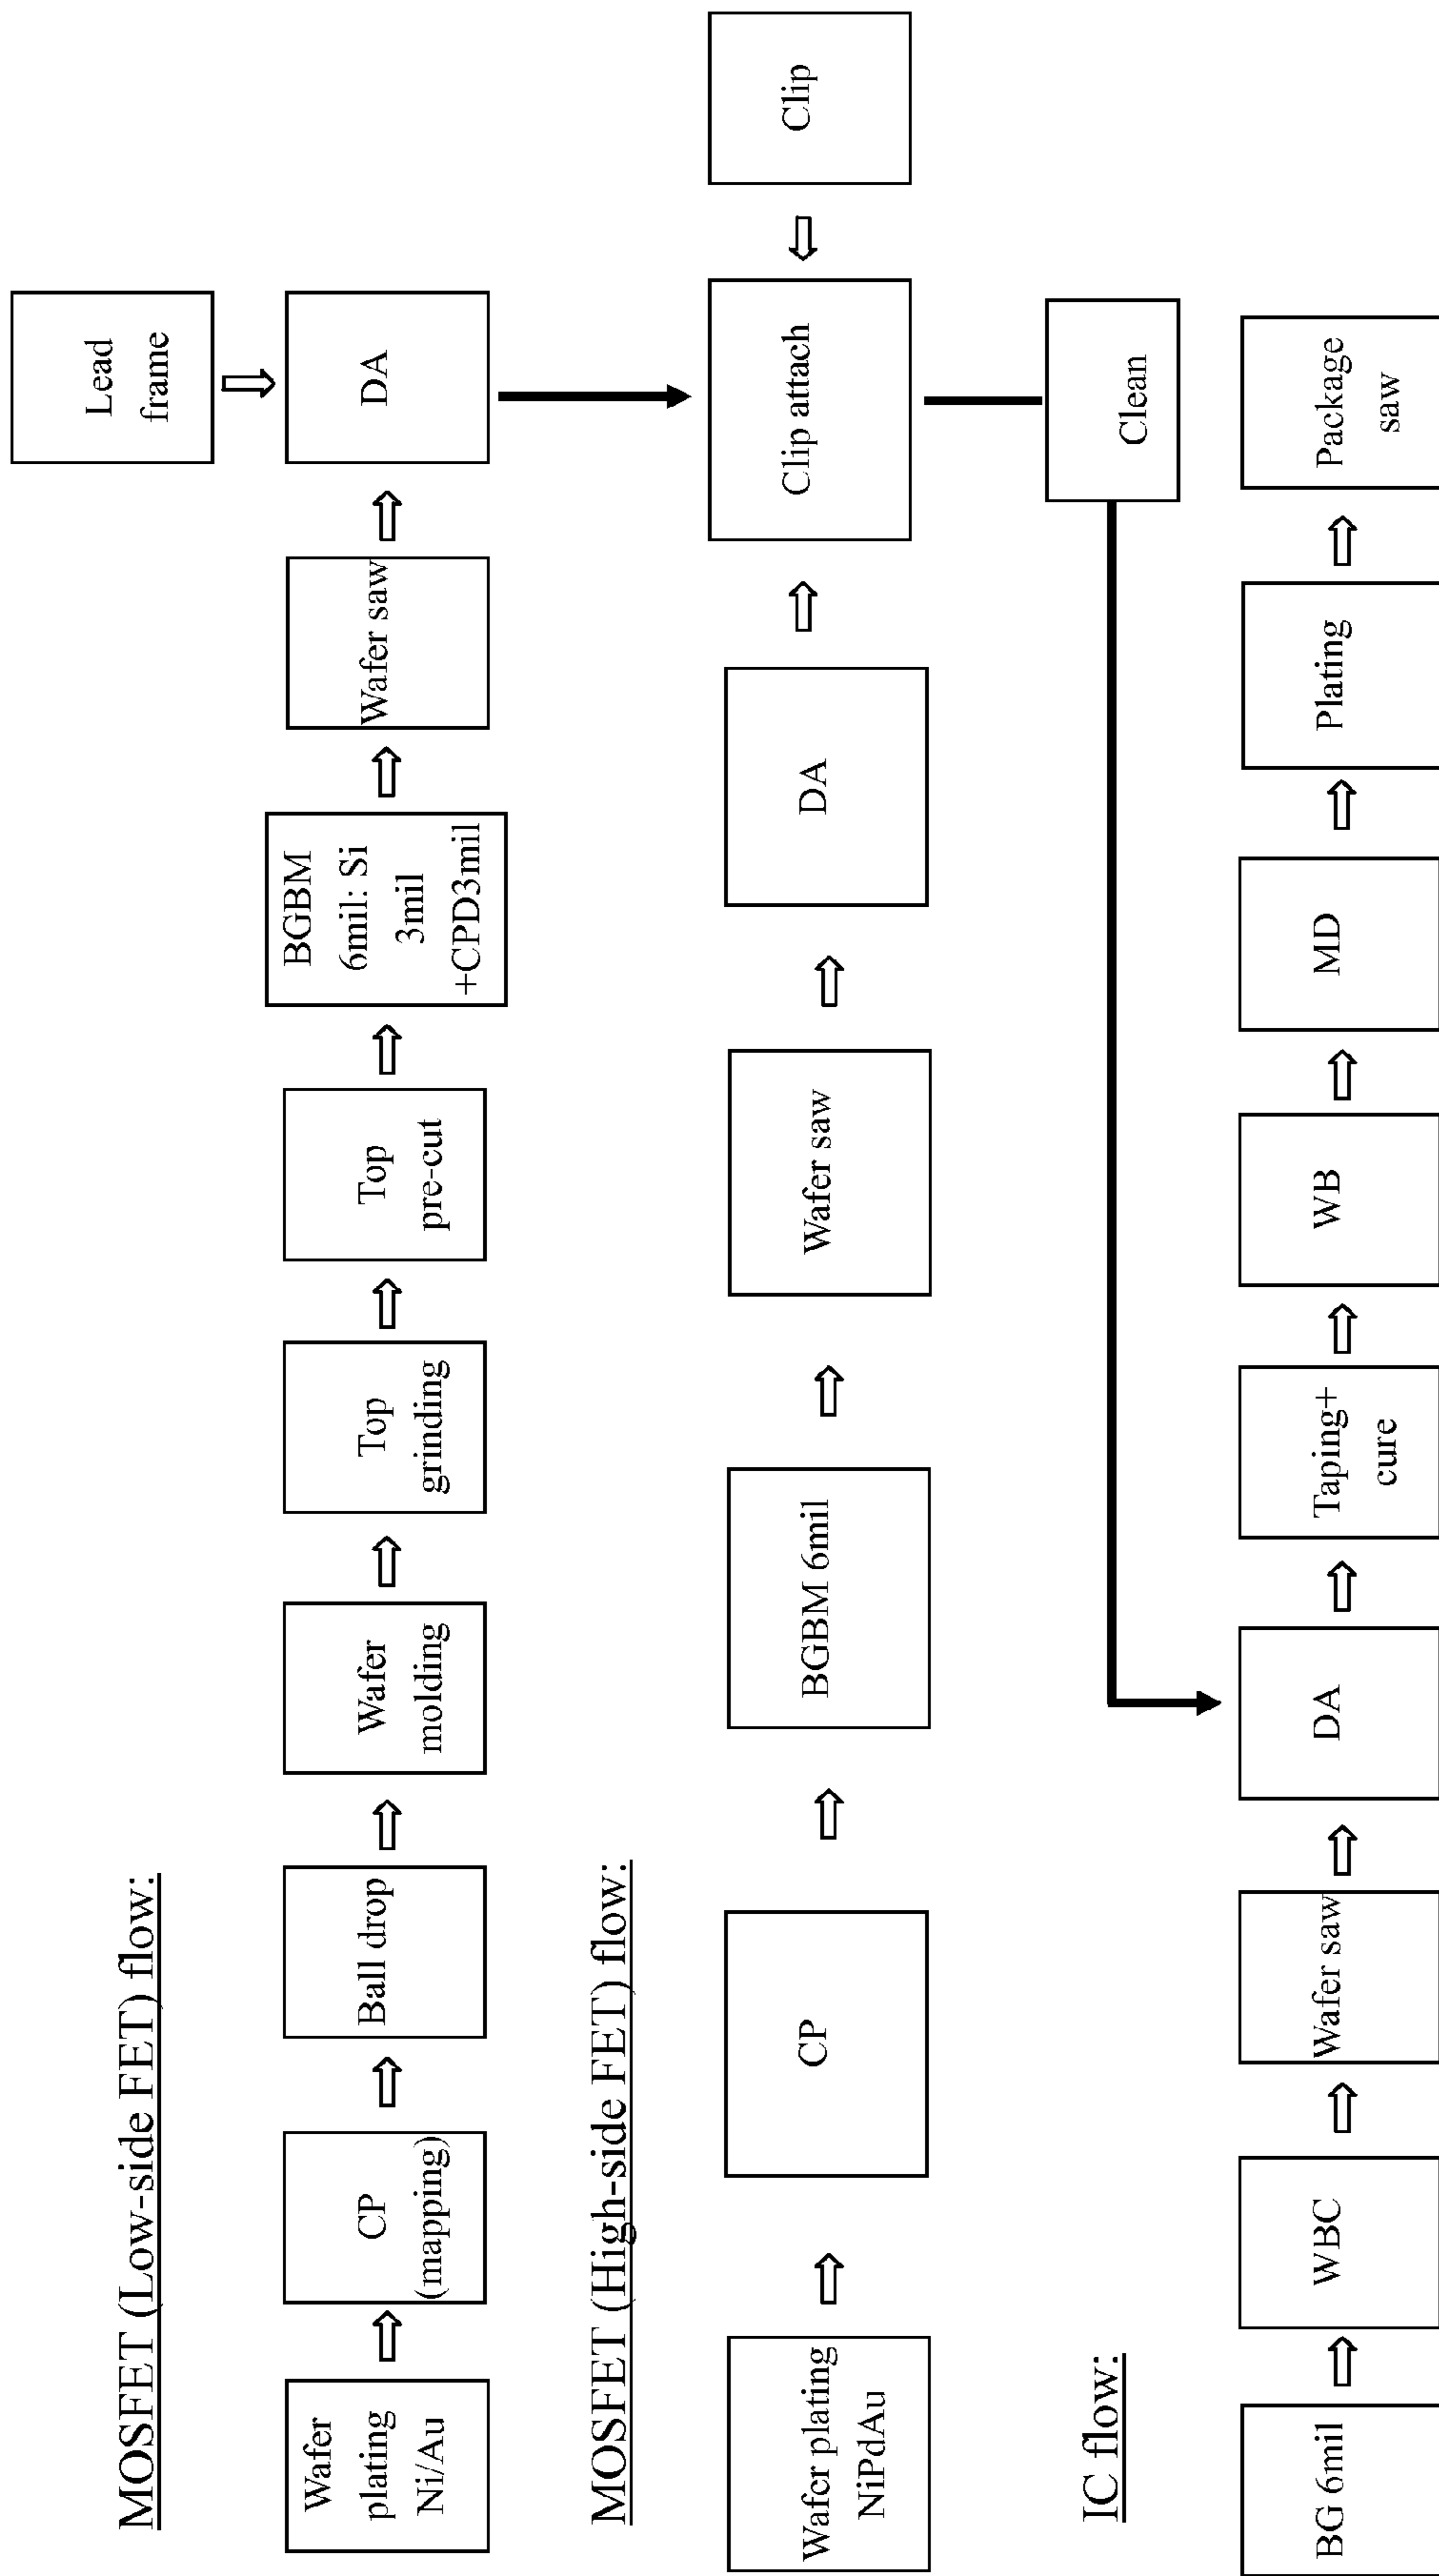 MOSFET (Low-side FET) flow:
Wafer
plating
Ni/Au
CP
(mapping)
Ball drop
Wafer
molding
Top
grinding
Top
pre-cut
BGBM
6mil: Si
3mil
+CPD3mil
Wafer saw
DA
Lead
frame
MOSFET (High-side FET) flow:
Wafer plating
NiPdAu
CP
BGBM 6mil
Wafer saw
DA
Clip attach
Clip
IC flow:
Clean
BG 6mil
WBC
Wafer saw
DA
Taping+
cure
WB
MD
Plating
Package
saw